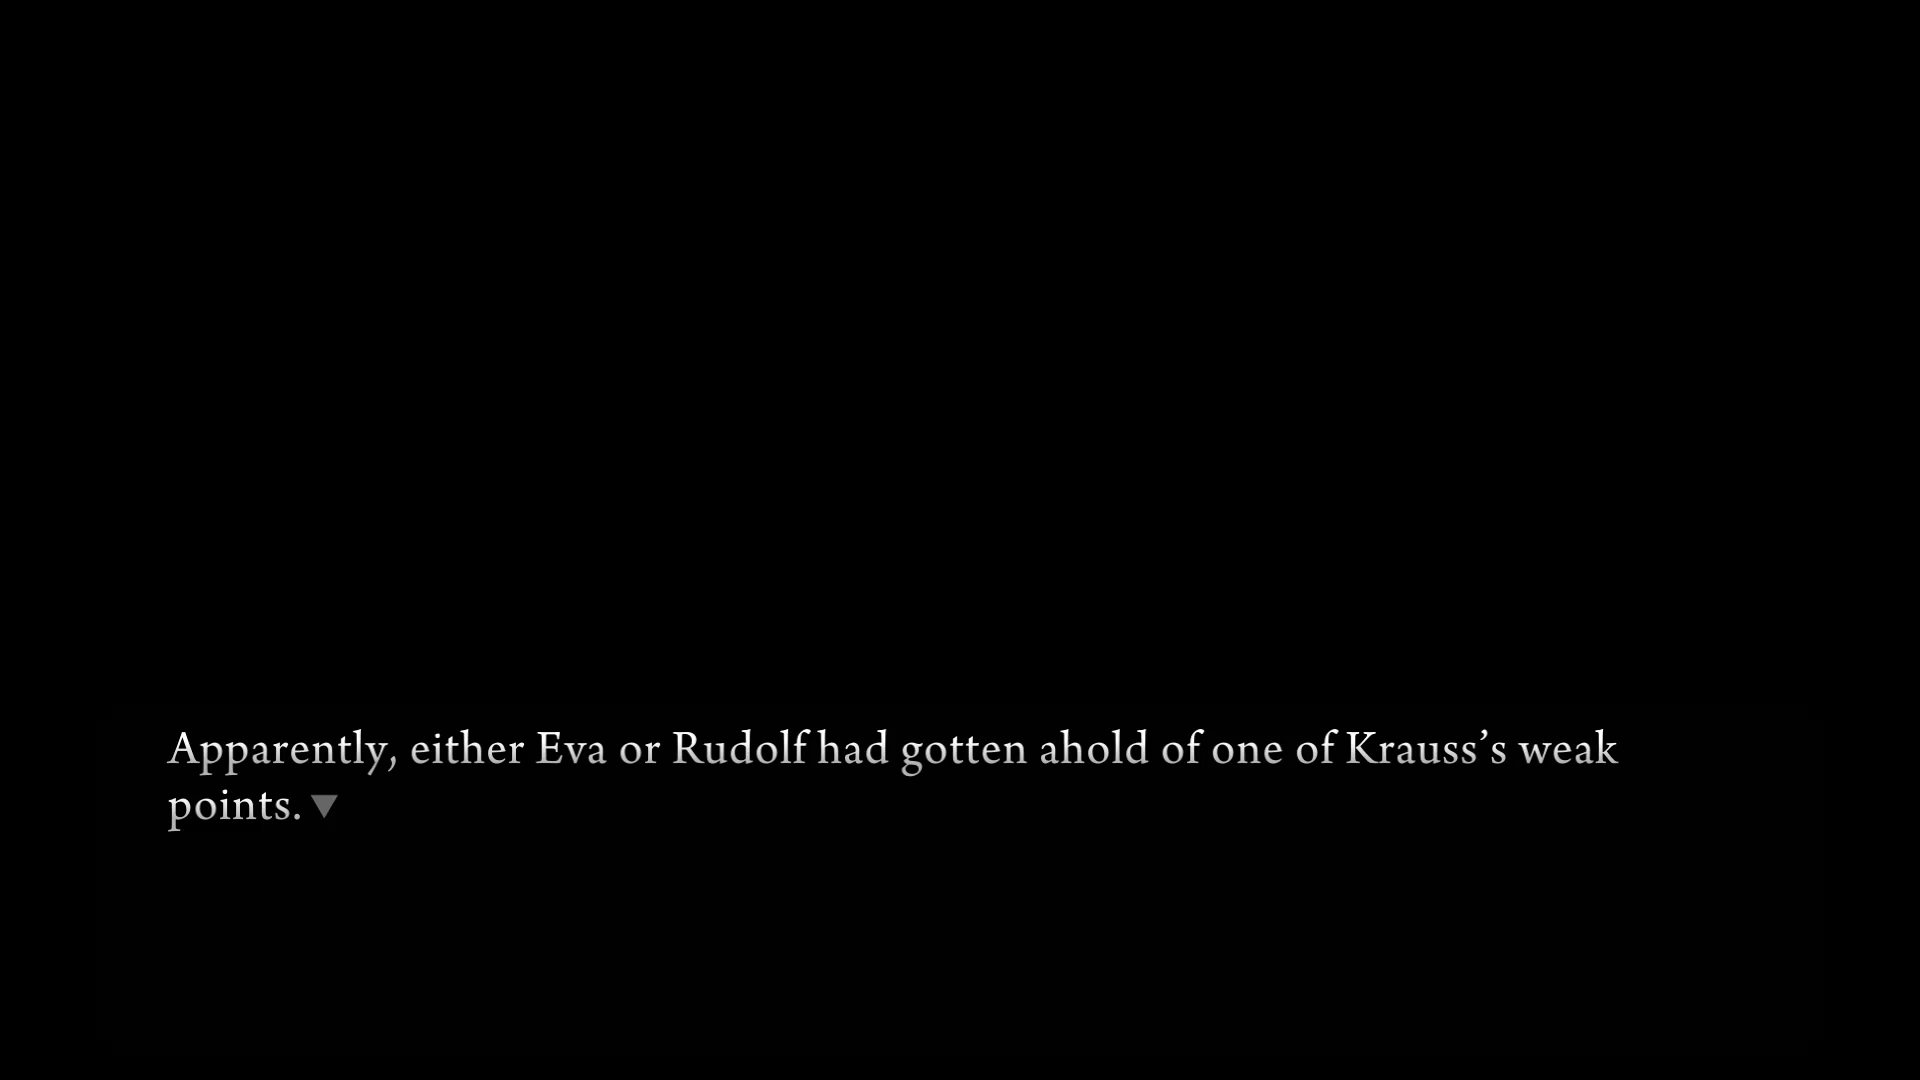 Apparently, either Eva or Rudolf had gotten ahold of one of Krauss’s weak
points.